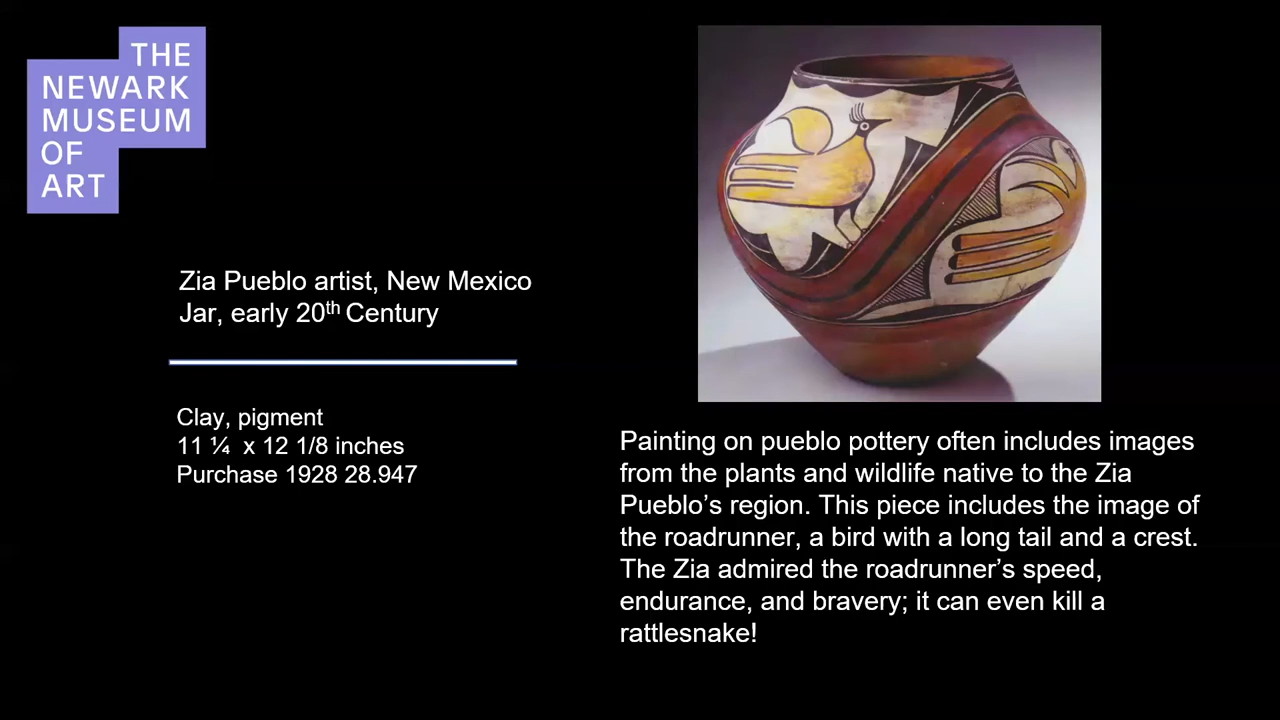 THE
NEWARK
MUSEUM
OF
ART
Zia Pueblo artist, New Mexico
Jar, early 20th Century
Clay, pigment
11 ¼  x 12 1/8 inches
Purchase 1928 28.947
Painting on pueblo pottery often includes images
from the plants and wildlife native to the Zia
Pueblo’s region. This piece includes the image of
the roadrunner, a bird with a long tail and a crest.
The Zia admired the roadrunner’s speed,
endurance, and bravery; it can even kill a
rattlesnake!